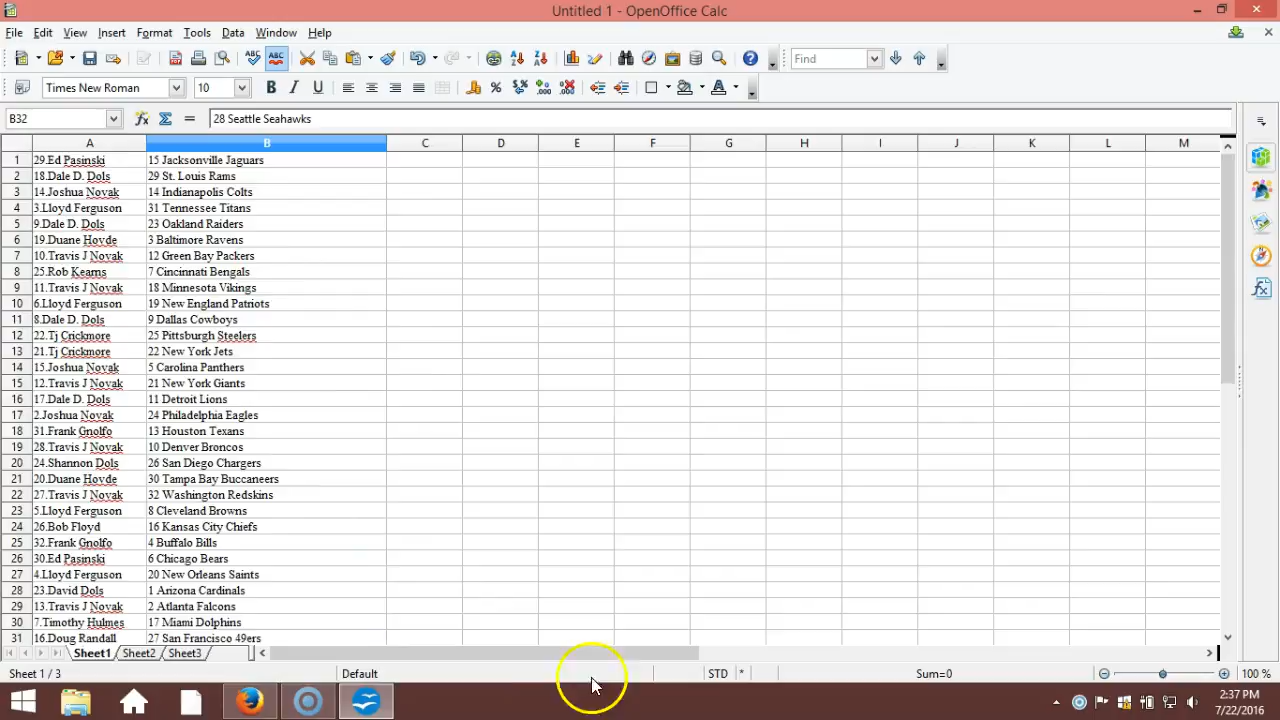 Untitled 1 - OpenOffice Calc
File Edit View Insert Format Tools Data Window Help
Find
Times New Roman 10
B32 28 Seattle Seahawks
A B C D E F G H I J K L M
1 29.Ed Pasinski 15 Jacksonville Jaguars
2 18.Dale D. Dols 29 St. Louis Rams
3 14.Joshua Novak 14 Indianapolis Colts
4 3.Lloyd Ferguson 31 Tennessee Titans
5 9.Dale D. Dols 23 Oakland Raiders
6 19.Duane Hovde 3 Baltimore Ravens
7 10.Travis J Novak 12 Green Bay Packers
8 25.Rob Kearns 7 Cincinnati Bengals
9 11.Travis J Novak 18 Minnesota Vikings
10 6.Lloyd Ferguson 19 New England Patriots
11 8.Dale D. Dols 9 Dallas Cowboys
12 22.Tj Crickmore 25 Pittsburgh Steelers
13 21.Tj Crickmore 22 New York Jets
14 15.Joshua Novak 5 Carolina Panthers
15 12.Travis J Novak 21 New York Giants
16 17.Dale D. Dols 11 Detroit Lions
17 2.Joshua Novak 24 Philadelphia Eagles
18 31.Frank Gnolfo 13 Houston Texans
19 28.Travis J Novak 10 Denver Broncos
20 24.Shannon Dols 26 San Diego Chargers
21 20.Duane Hovde 30 Tampa Bay Buccaneers
22 27.Travis J Novak 32 Washington Redskins
23 5.Lloyd Ferguson 8 Cleveland Browns
24 26.Bob Floyd 16 Kansas City Chiefs
25 32.Frank Gnolfo 4 Buffalo Bills
26 30.Ed Pasinski 6 Chicago Bears
27 4.Lloyd Ferguson 20 New Orleans Saints
28 23.David Dols 1 Arizona Cardinals
29 13.Travis J Novak 2 Atlanta Falcons
30 7.Timothy Hulmes 17 Miami Dolphins
31 16.Doug Randall 27 San Francisco 49ers
Sheet1 Sheet2 Sheet3
Sheet 1 / 3 Default STD * Sum=0 100 %
2:37 PM
7/22/2016